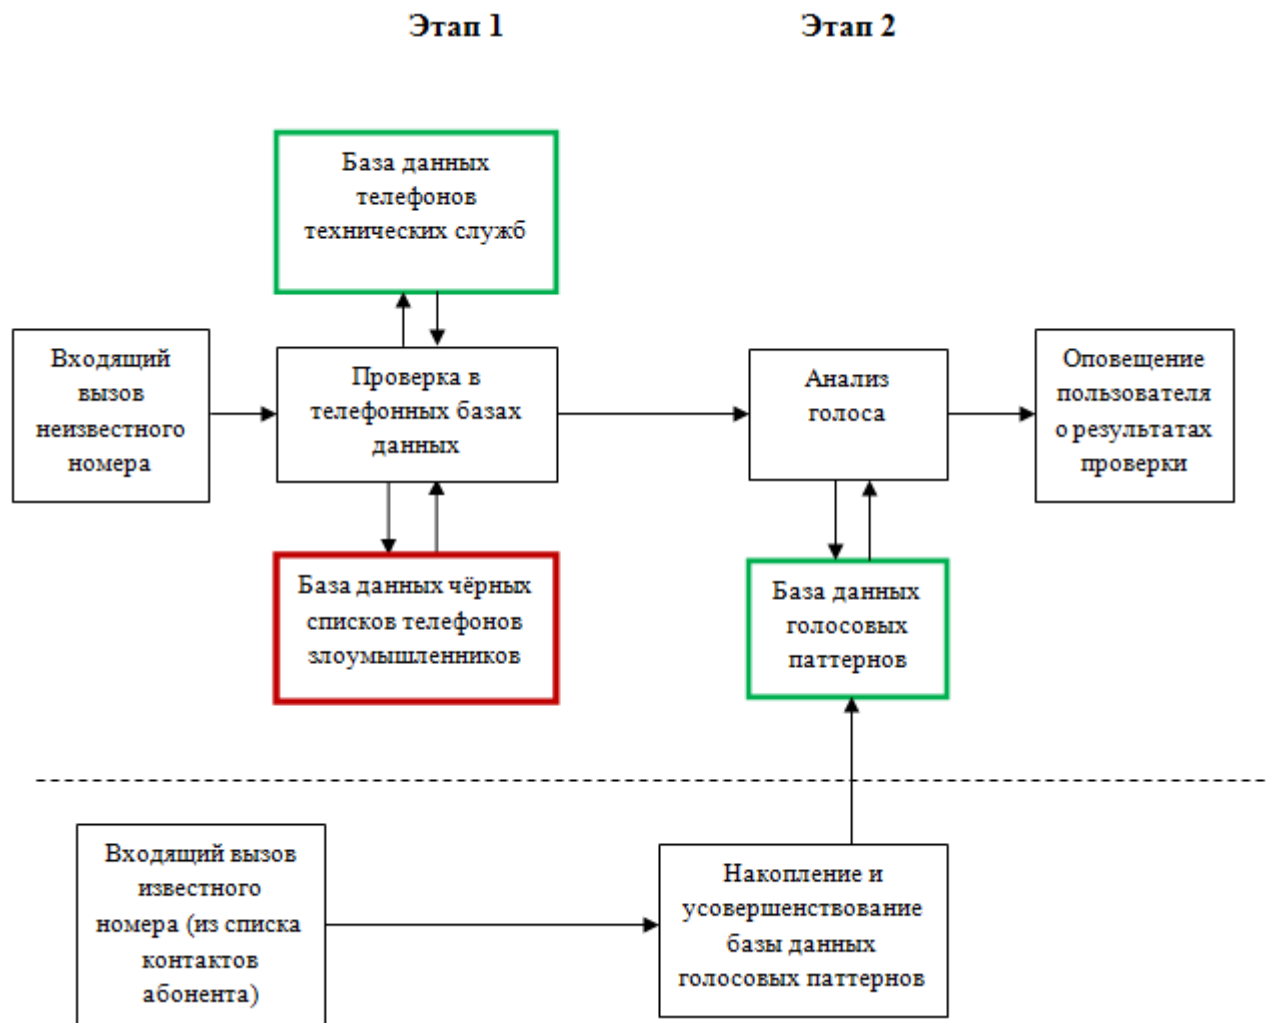 Этап 1
Этап 2
База данных
телефонов
технических служб
Входящий
вызов
неизвестного
номера
Проверка в
телефонных базах
данных
Анализ
голоса
Оповещение
пользователя
о результатах
проверки
База данных чёрных
списков телефонов
злоумышленников
База данных
голосовых
паттернов
Входящий вызов
известного
номера (из списка
контактов
абонента)
Накопление и
усовершенствование
базы данных
голосовых паттернов